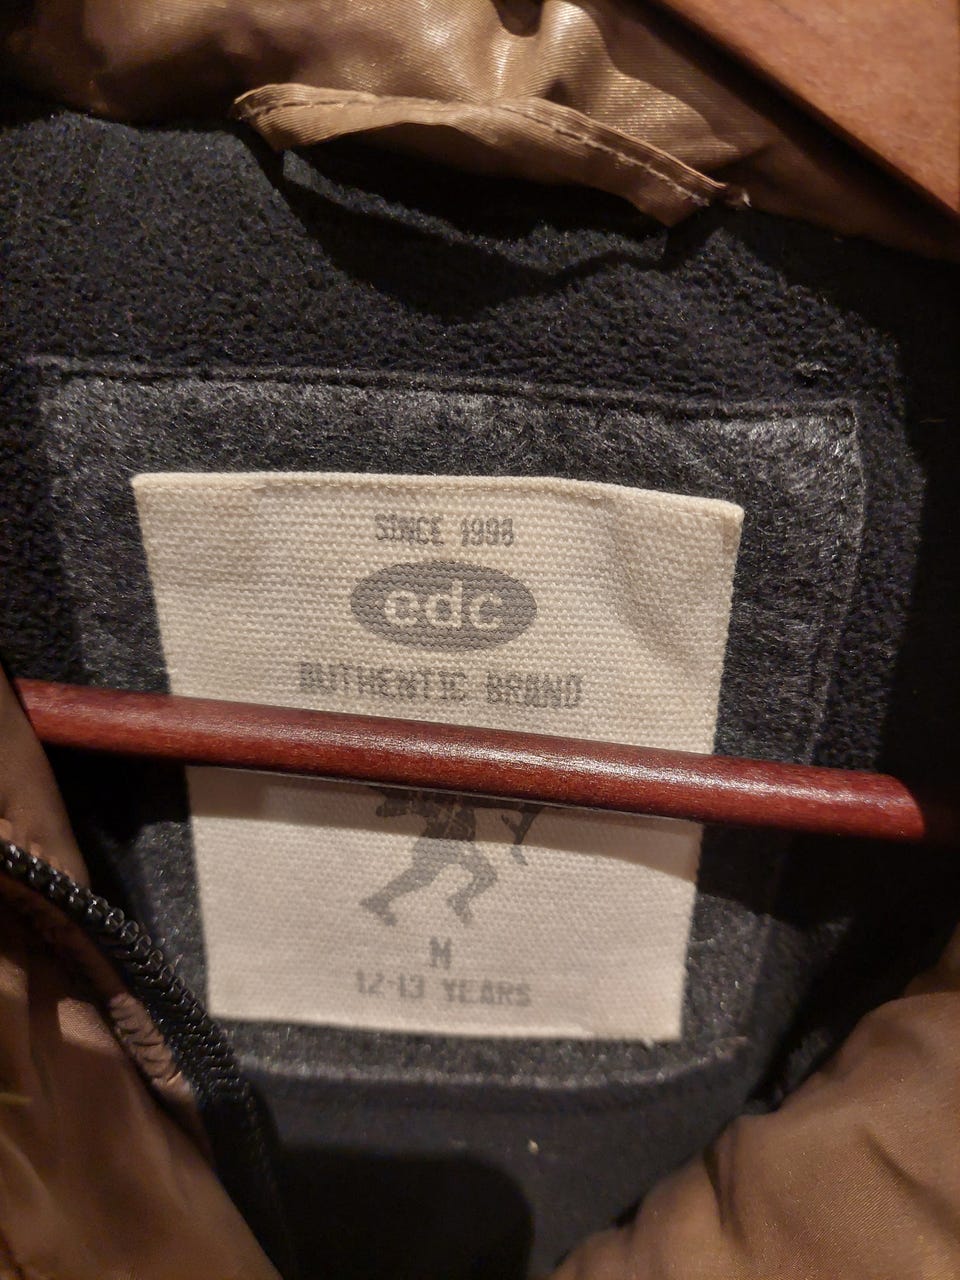 SINCE 1998
edc
AUTHENTIC BRAND
M
12-13 YEARS